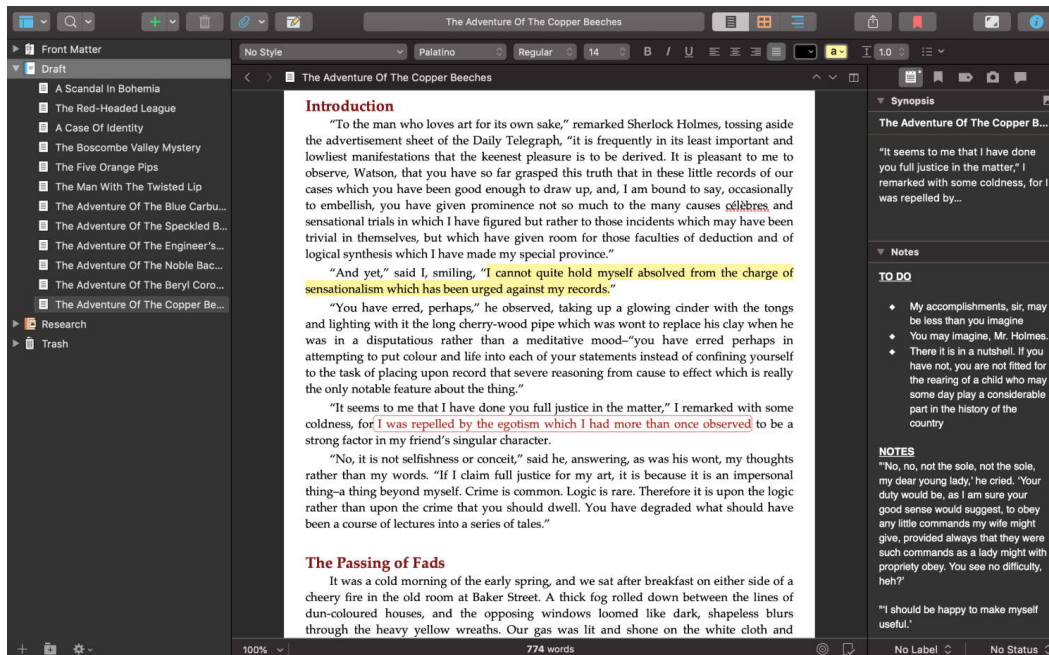 The Adventure Of The Copper Beeches
Front Matter
Draft
A Scandal In Bohemia
The Red-Headed League
A Case Of Identity
The Boscombe Valley Mystery
The Five Orange Pips
The Man With The Twisted Lip
The Adventure Of The Blue Carbu...
The Adventure Of The Speckled B...
The Adventure Of The Engineer's...
The Adventure Of The Noble Bac...
The Adventure Of The Beryl Coro...
The Adventure Of The Copper Be...
Research
Trash
No Style
Palatino
Regular
14
B I U
a
1.0
The Adventure Of The Copper Beeches
Introduction
“To the man who loves art for its own sake,” remarked Sherlock Holmes, tossing aside
the advertisement sheet of the Daily Telegraph, “it is frequently in its least important and
lowliest manifestations that the keenest pleasure is to be derived. It is pleasant to me to
observe, Watson, that you have so far grasped this truth that in these little records of our
cases which you have been good enough to draw up, and, I am bound to say, occasionally
to embellish, you have given prominence not so much to the many causes célèbres and
sensational trials in which I have figured but rather to those incidents which may have been
trivial in themselves, but which have given room for those faculties of deduction and of
logical synthesis which I have made my special province.”
“And yet,” said I, smiling, “I cannot quite hold myself absolved from the charge of
sensationalism which has been urged against my records.”
“You have erred, perhaps,” he observed, taking up a glowing cinder with the tongs
and lighting with it the long cherry-wood pipe which was wont to replace his clay when he
was in a disputatious rather than a meditative mood–“you have erred perhaps in
attempting to put colour and life into each of your statements instead of confining yourself
to the task of placing upon record that severe reasoning from cause to effect which is really
the only notable feature about the thing.”
“It seems to me that I have done you full justice in the matter,” I remarked with some
coldness, for I was repelled by the egotism which I had more than once observed to be a
strong factor in my friend’s singular character.
“No, it is not selfishness or conceit,” said he, answering, as was his wont, my thoughts
rather than my words. “If I claim full justice for my art, it is because it is an impersonal
thing–a thing beyond myself. Crime is common. Logic is rare. Therefore it is upon the logic
rather than upon the crime that you should dwell. You have degraded what should have
been a course of lectures into a series of tales.”
The Passing of Fads
It was a cold morning of the early spring, and we sat after breakfast on either side of a
cheery fire in the old room at Baker Street. A thick fog rolled down between the lines of
dun-coloured houses, and the opposing windows loomed like dark, shapeless blurs
through the heavy yellow wreaths. Our gas was lit and shone on the white cloth and
100%
774 words
Synopsis
The Adventure Of The Copper B...
“It seems to me that I have done
you full justice in the matter,” I
remarked with some coldness, for I
was repelled by...
Notes
TO DO
My accomplishments, sir, may
be less than you imagine
You may imagine, Mr. Holmes.
There it is in a nutshell. If you
have not, you are not fitted for
the rearing of a child who may
some day play a considerable
part in the history of the
country
NOTES
"'No, no, not the sole, not the sole,
my dear young lady,' he cried. 'Your
duty would be, as I am sure your
good sense would suggest, to obey
any little commands my wife might
give, provided always that they were
such commands as a lady might with
propriety obey. You see no difficulty,
heh?'
"'I should be happy to make myself
useful.'
No Label
No Status